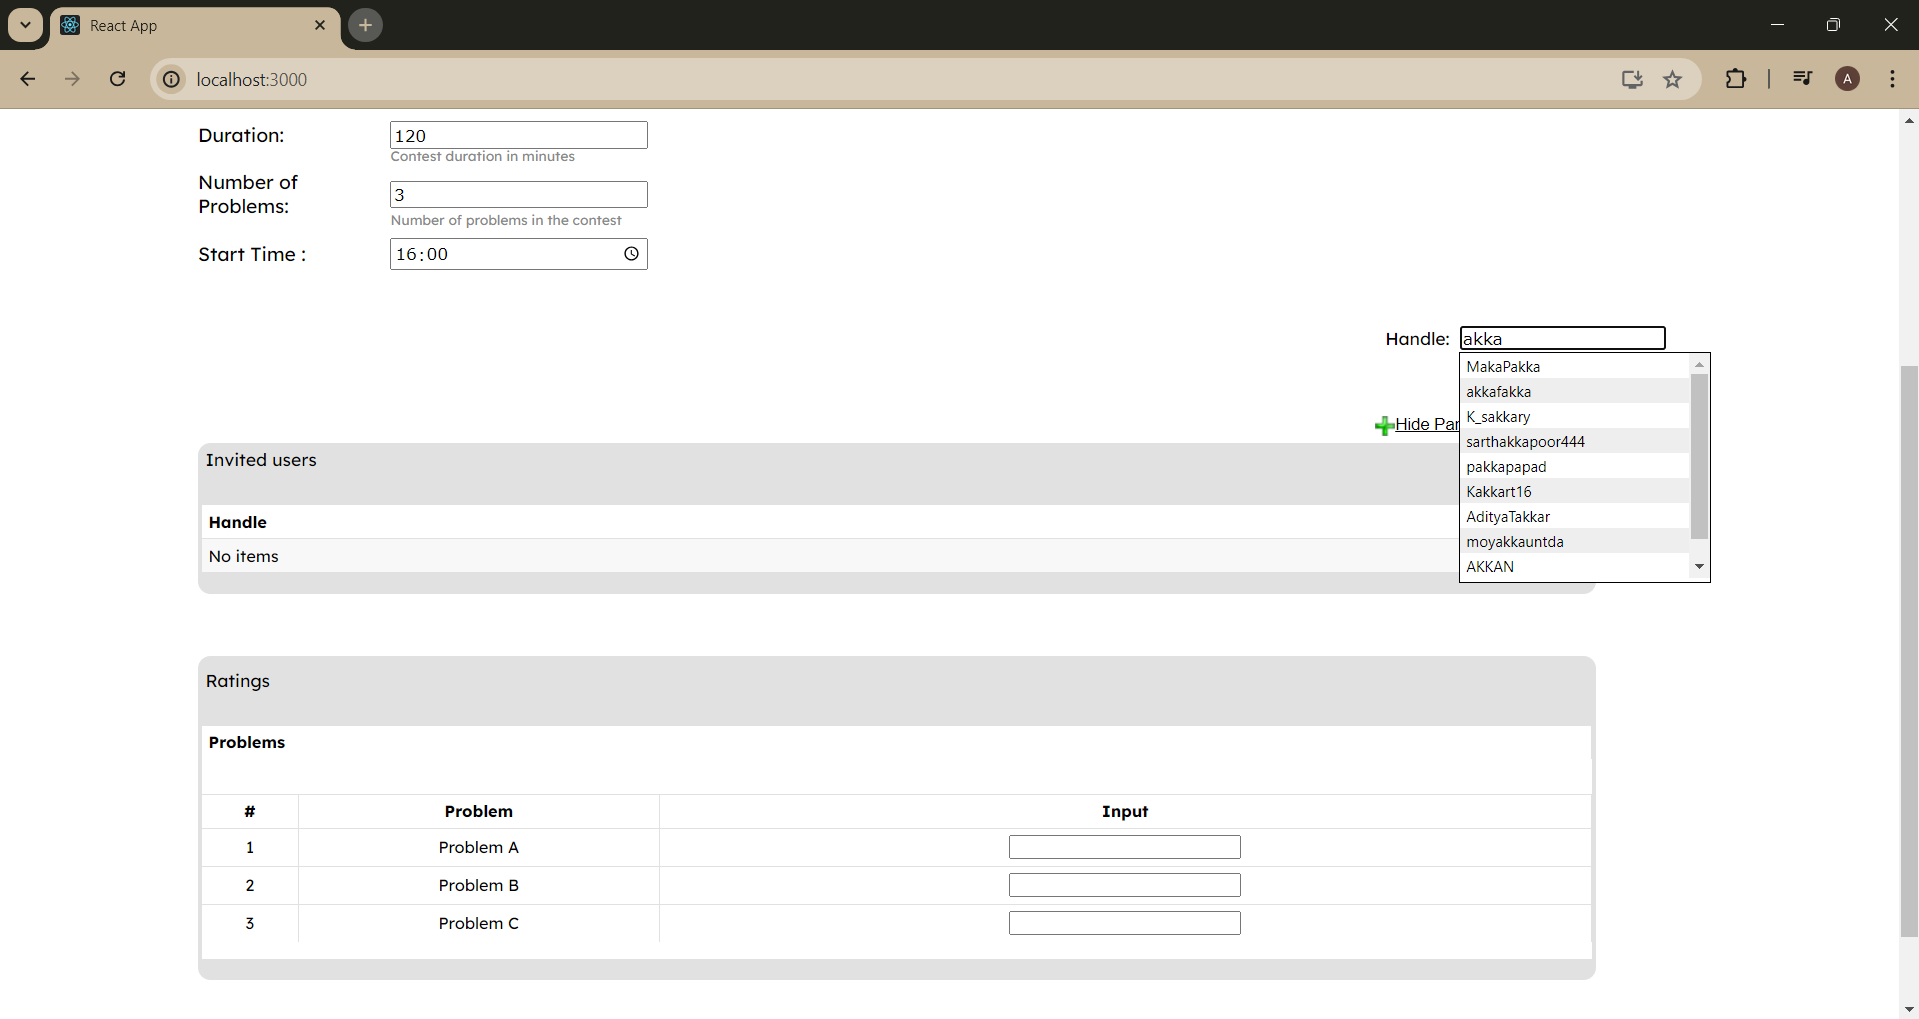 React App
localhost:3000
A
Duration:
120
Contest duration in minutes
Number of
Problems:
3
Number of problems in the contest
Start Time :
16:00
Handle:
akka
MakaPakka
akkafakka
K_sakkary
sarthakkapoor444
pakkapapad
Kakkart16
AdityaTakkar
moyakkauntda
AKKAN
Hide Par
Invited users
Handle
No items
Ratings
Problems
# Problem Input
1 Problem A
2 Problem B
3 Problem C